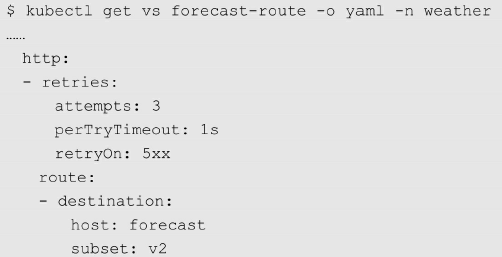 $ kubectl get vs forecast-route -o yaml -n weather
……
  http:
  - retries:
      attempts: 3
      perTryTimeout: 1s
      retryOn: 5xx
    route:
    - destination:
        host: forecast
        subset: v2